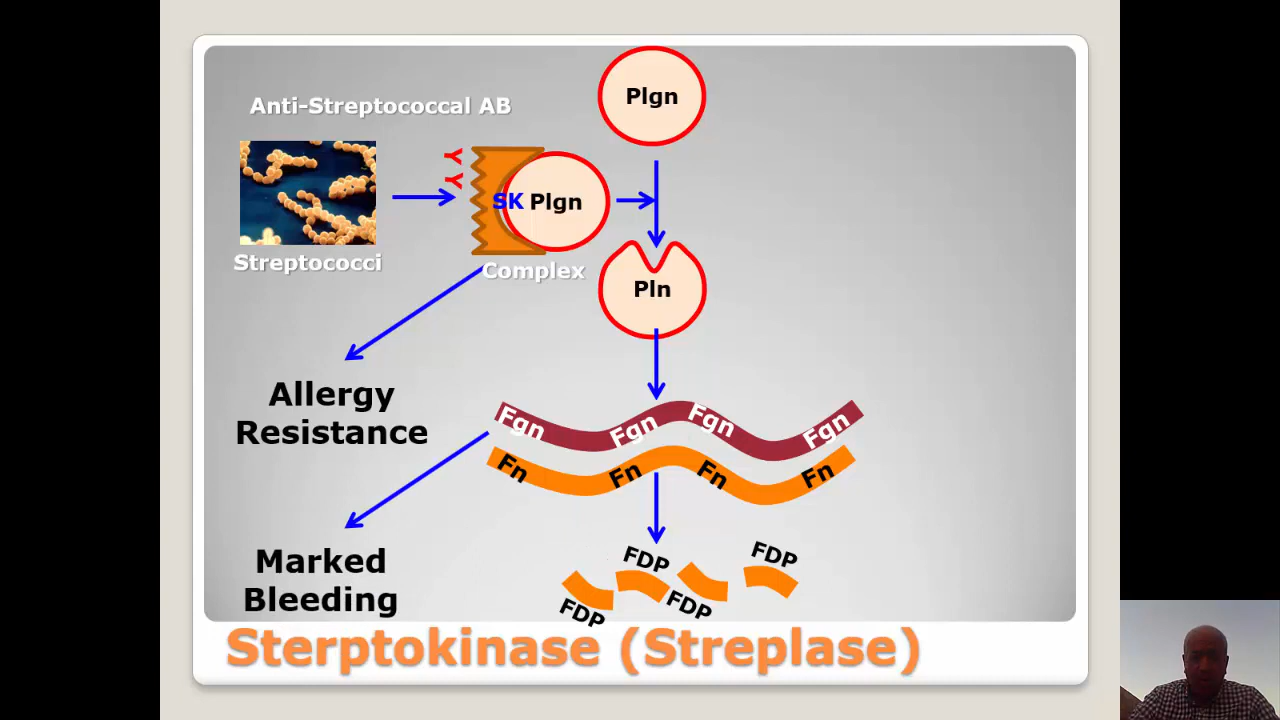 Plgn
Anti-Streptococcal AB
SK Plgn
Streptococci
Complex
Pln
Allergy
Resistance
Fgn Fgn Fgn Fgn
Fn Fn Fn Fn
Marked
Bleeding
FDP FDP
FDP FDP
Sterptokinase (Streplase)